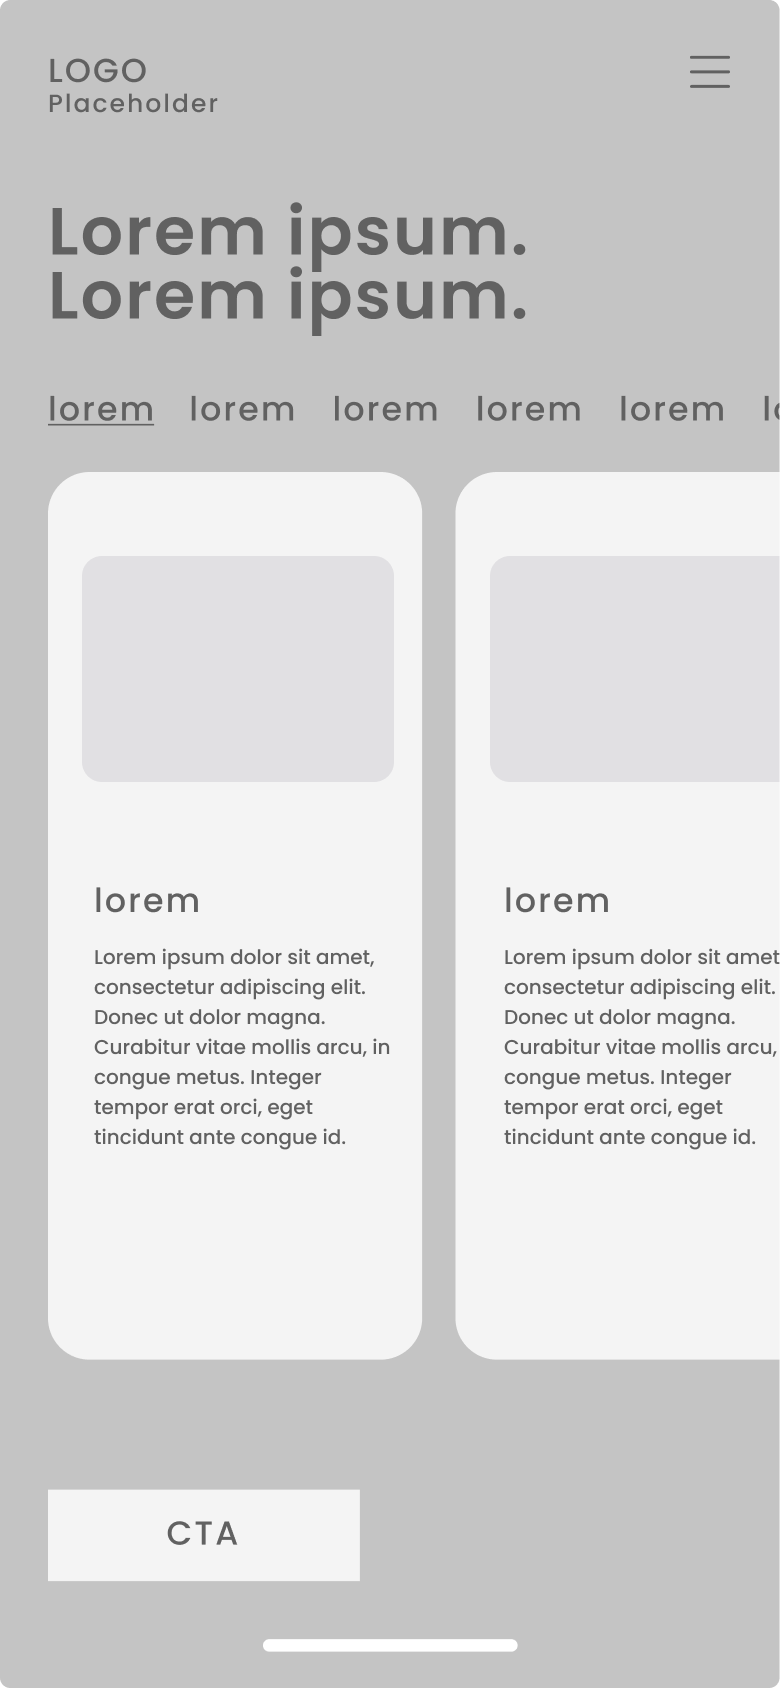 LOGO
Placeholder
Lorem ipsum.
Lorem ipsum.
lorem lorem lorem lorem lorem
lorem
Lorem ipsum dolor sit amet,
consectetur adipiscing elit.
Donec ut dolor magna.
Curabitur vitae mollis arcu, in
congue metus. Integer
tempor erat orci, eget
tincidunt ante congue id.
lorem
Lorem ipsum dolor sit amet
consectetur adipiscing elit.
Donec ut dolor magna.
Curabitur vitae mollis arcu,
congue metus. Integer
tempor erat orci, eget
tincidunt ante congue id.
CTA